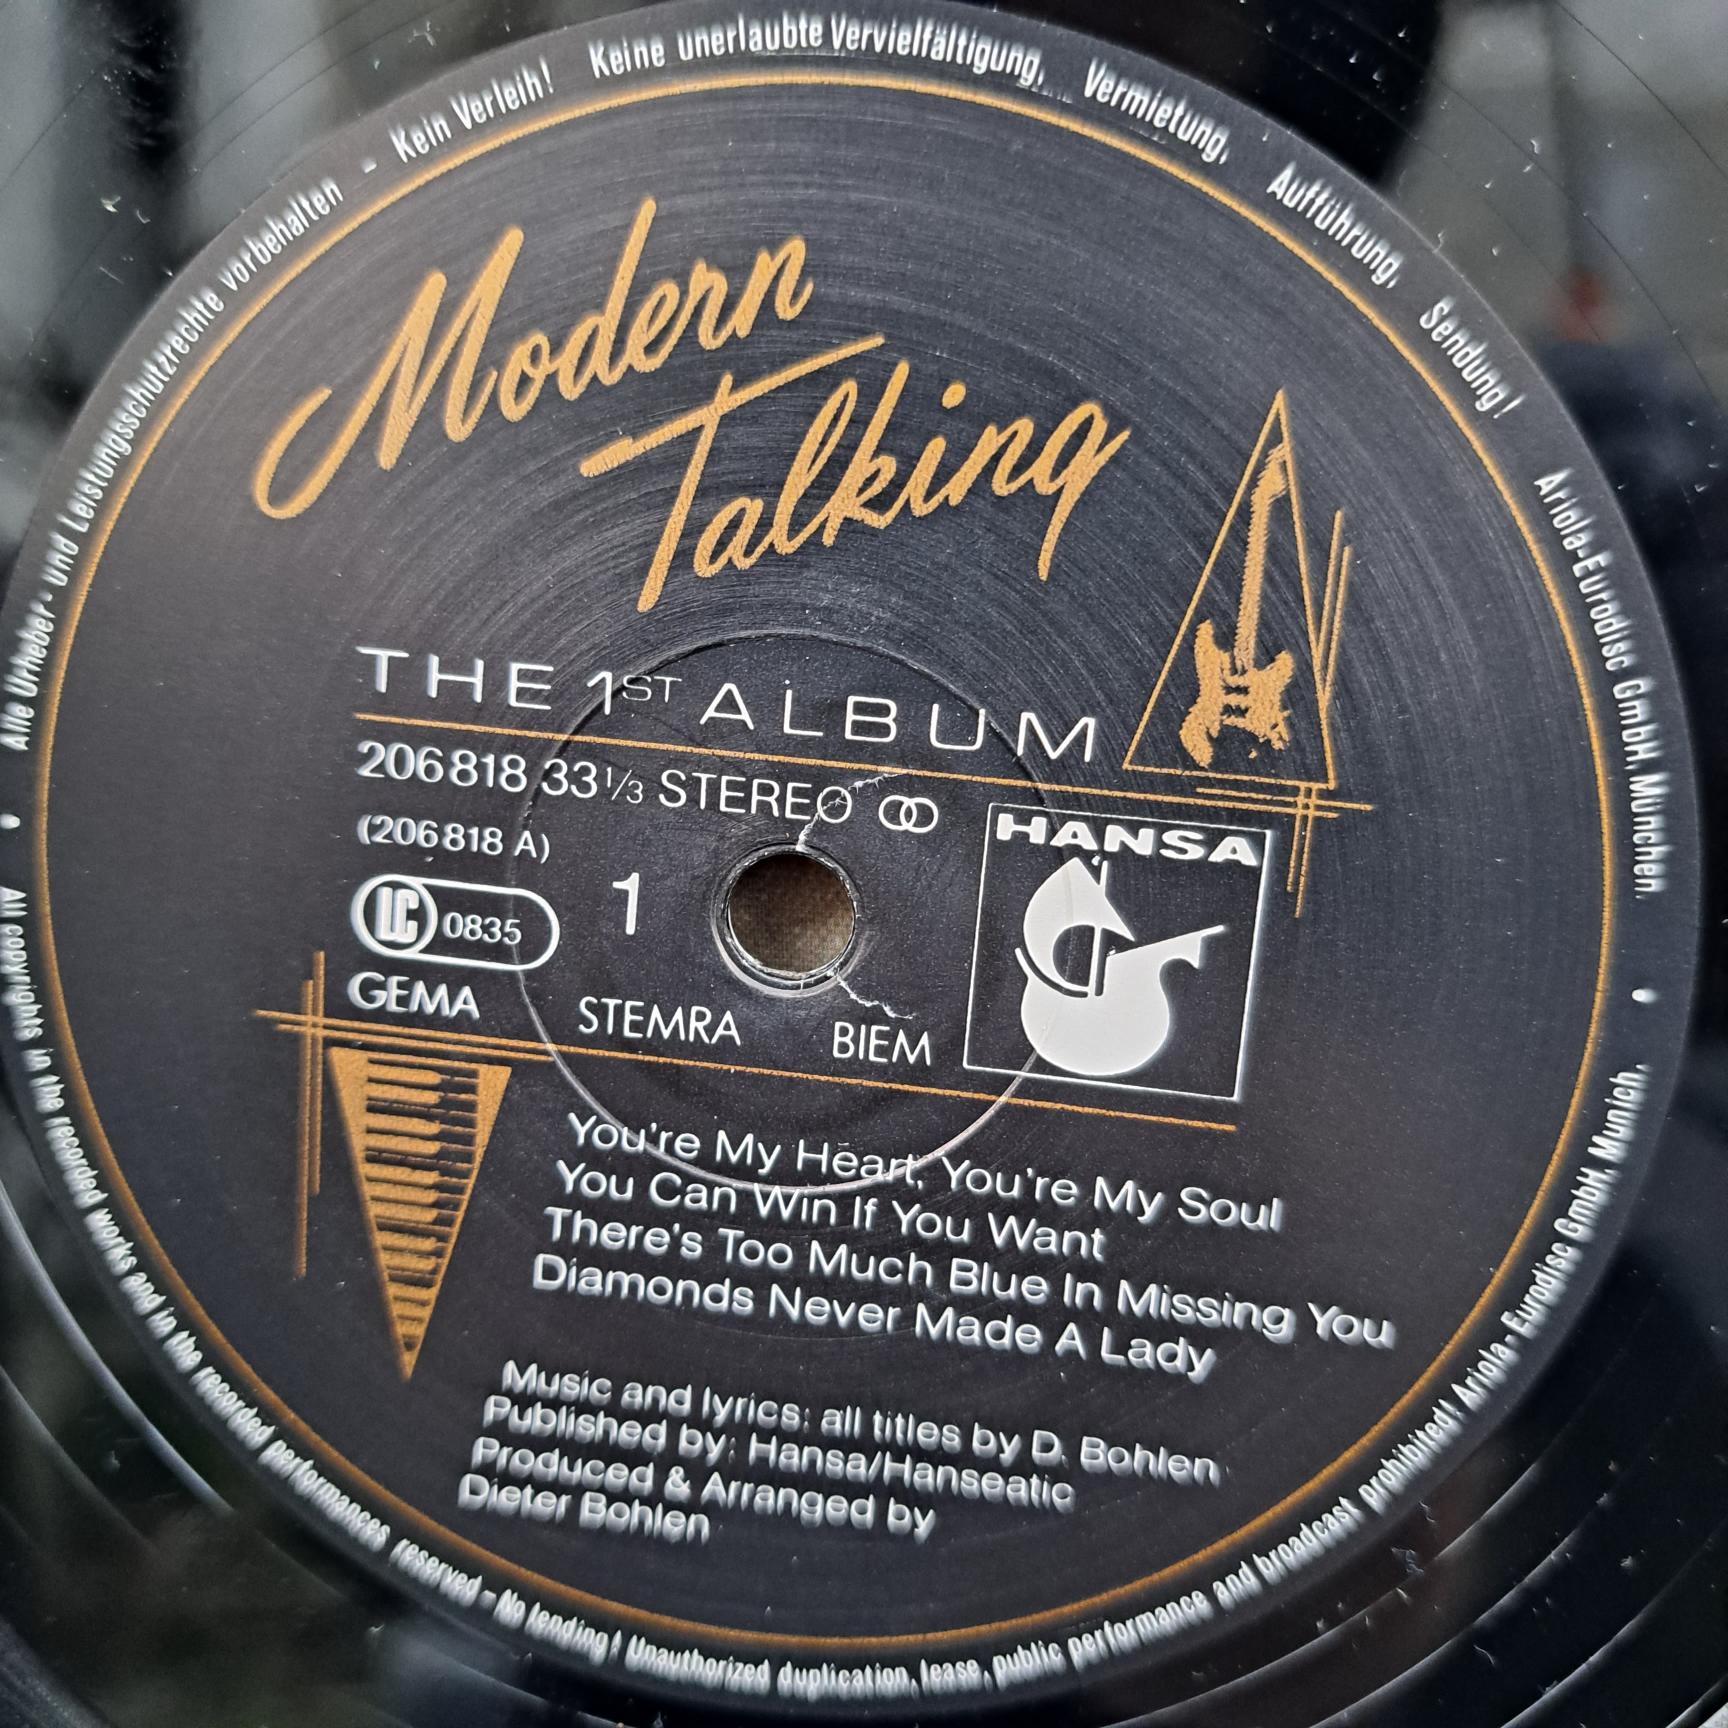 Alle Urheber- und Leistungsschutzrechte vorbehalten - Kein Verleih! Keine unerlaubte Vervielfältigung, Vermietung, Aufführung, Sendung! Ariola-Eurodisc GmbH, München.
Modern
Talking
THE 1ST ALBUM
206 818 33 1/3 STEREO
(206 818 A)
HANSA
LC 0835
1
GEMA
STEMRA
BIEM
You're My Heart, You're My Soul
You Can Win If You Want
There's Too Much Blue In Missing You
Diamonds Never Made A Lady
Music and lyrics: all titles by D. Bohlen
Published by: Hansa/Hanseatic
Produced & Arranged by
Dieter Bohlen
All copyrights in the recorded works and in the recorded performances reserved - No lending! Unauthorized duplication, lease, public performance and broadcast prohibited! Ariola-Eurodisc GmbH, Munich.